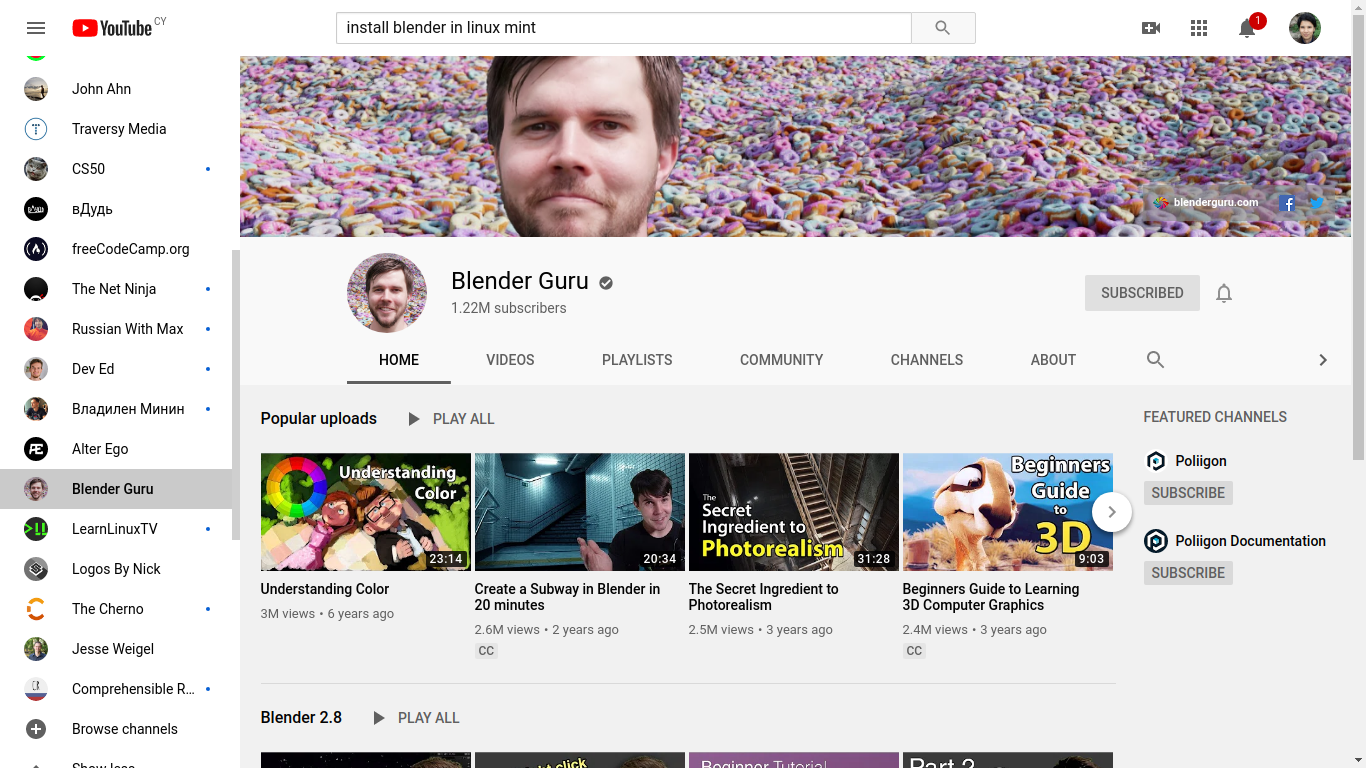 YouTube CY
install blender in linux mint
1
John Ahn
Traversy Media
CS50
вДудь
freeCodeCamp.org
The Net Ninja
Russian With Max
Dev Ed
Владилен Минин
Alter Ego
Blender Guru
LearnLinuxTV
Logos By Nick
The Cherno
Jesse Weigel
Comprehensible R...
Browse channels
Show less
blenderguru.com
Blender Guru
1.22M subscribers
SUBSCRIBED
HOME VIDEOS PLAYLISTS COMMUNITY CHANNELS ABOUT
Popular uploads PLAY ALL
Understanding
Color
23:14
Understanding Color
3M views • 6 years ago
20:34
Create a Subway in Blender in
20 minutes
2.6M views • 2 years ago
CC
The
Secret
Ingredient to
Photorealism
31:28
The Secret Ingredient to
Photorealism
2.5M views • 3 years ago
Beginners
Guide
to
3D
9:03
Beginners Guide to Learning
3D Computer Graphics
2.4M views • 3 years ago
CC
FEATURED CHANNELS
Poliigon
SUBSCRIBE
Poliigon Documentation
SUBSCRIBE
Blender 2.8 PLAY ALL
click
Beginner Tutorial
Part 2